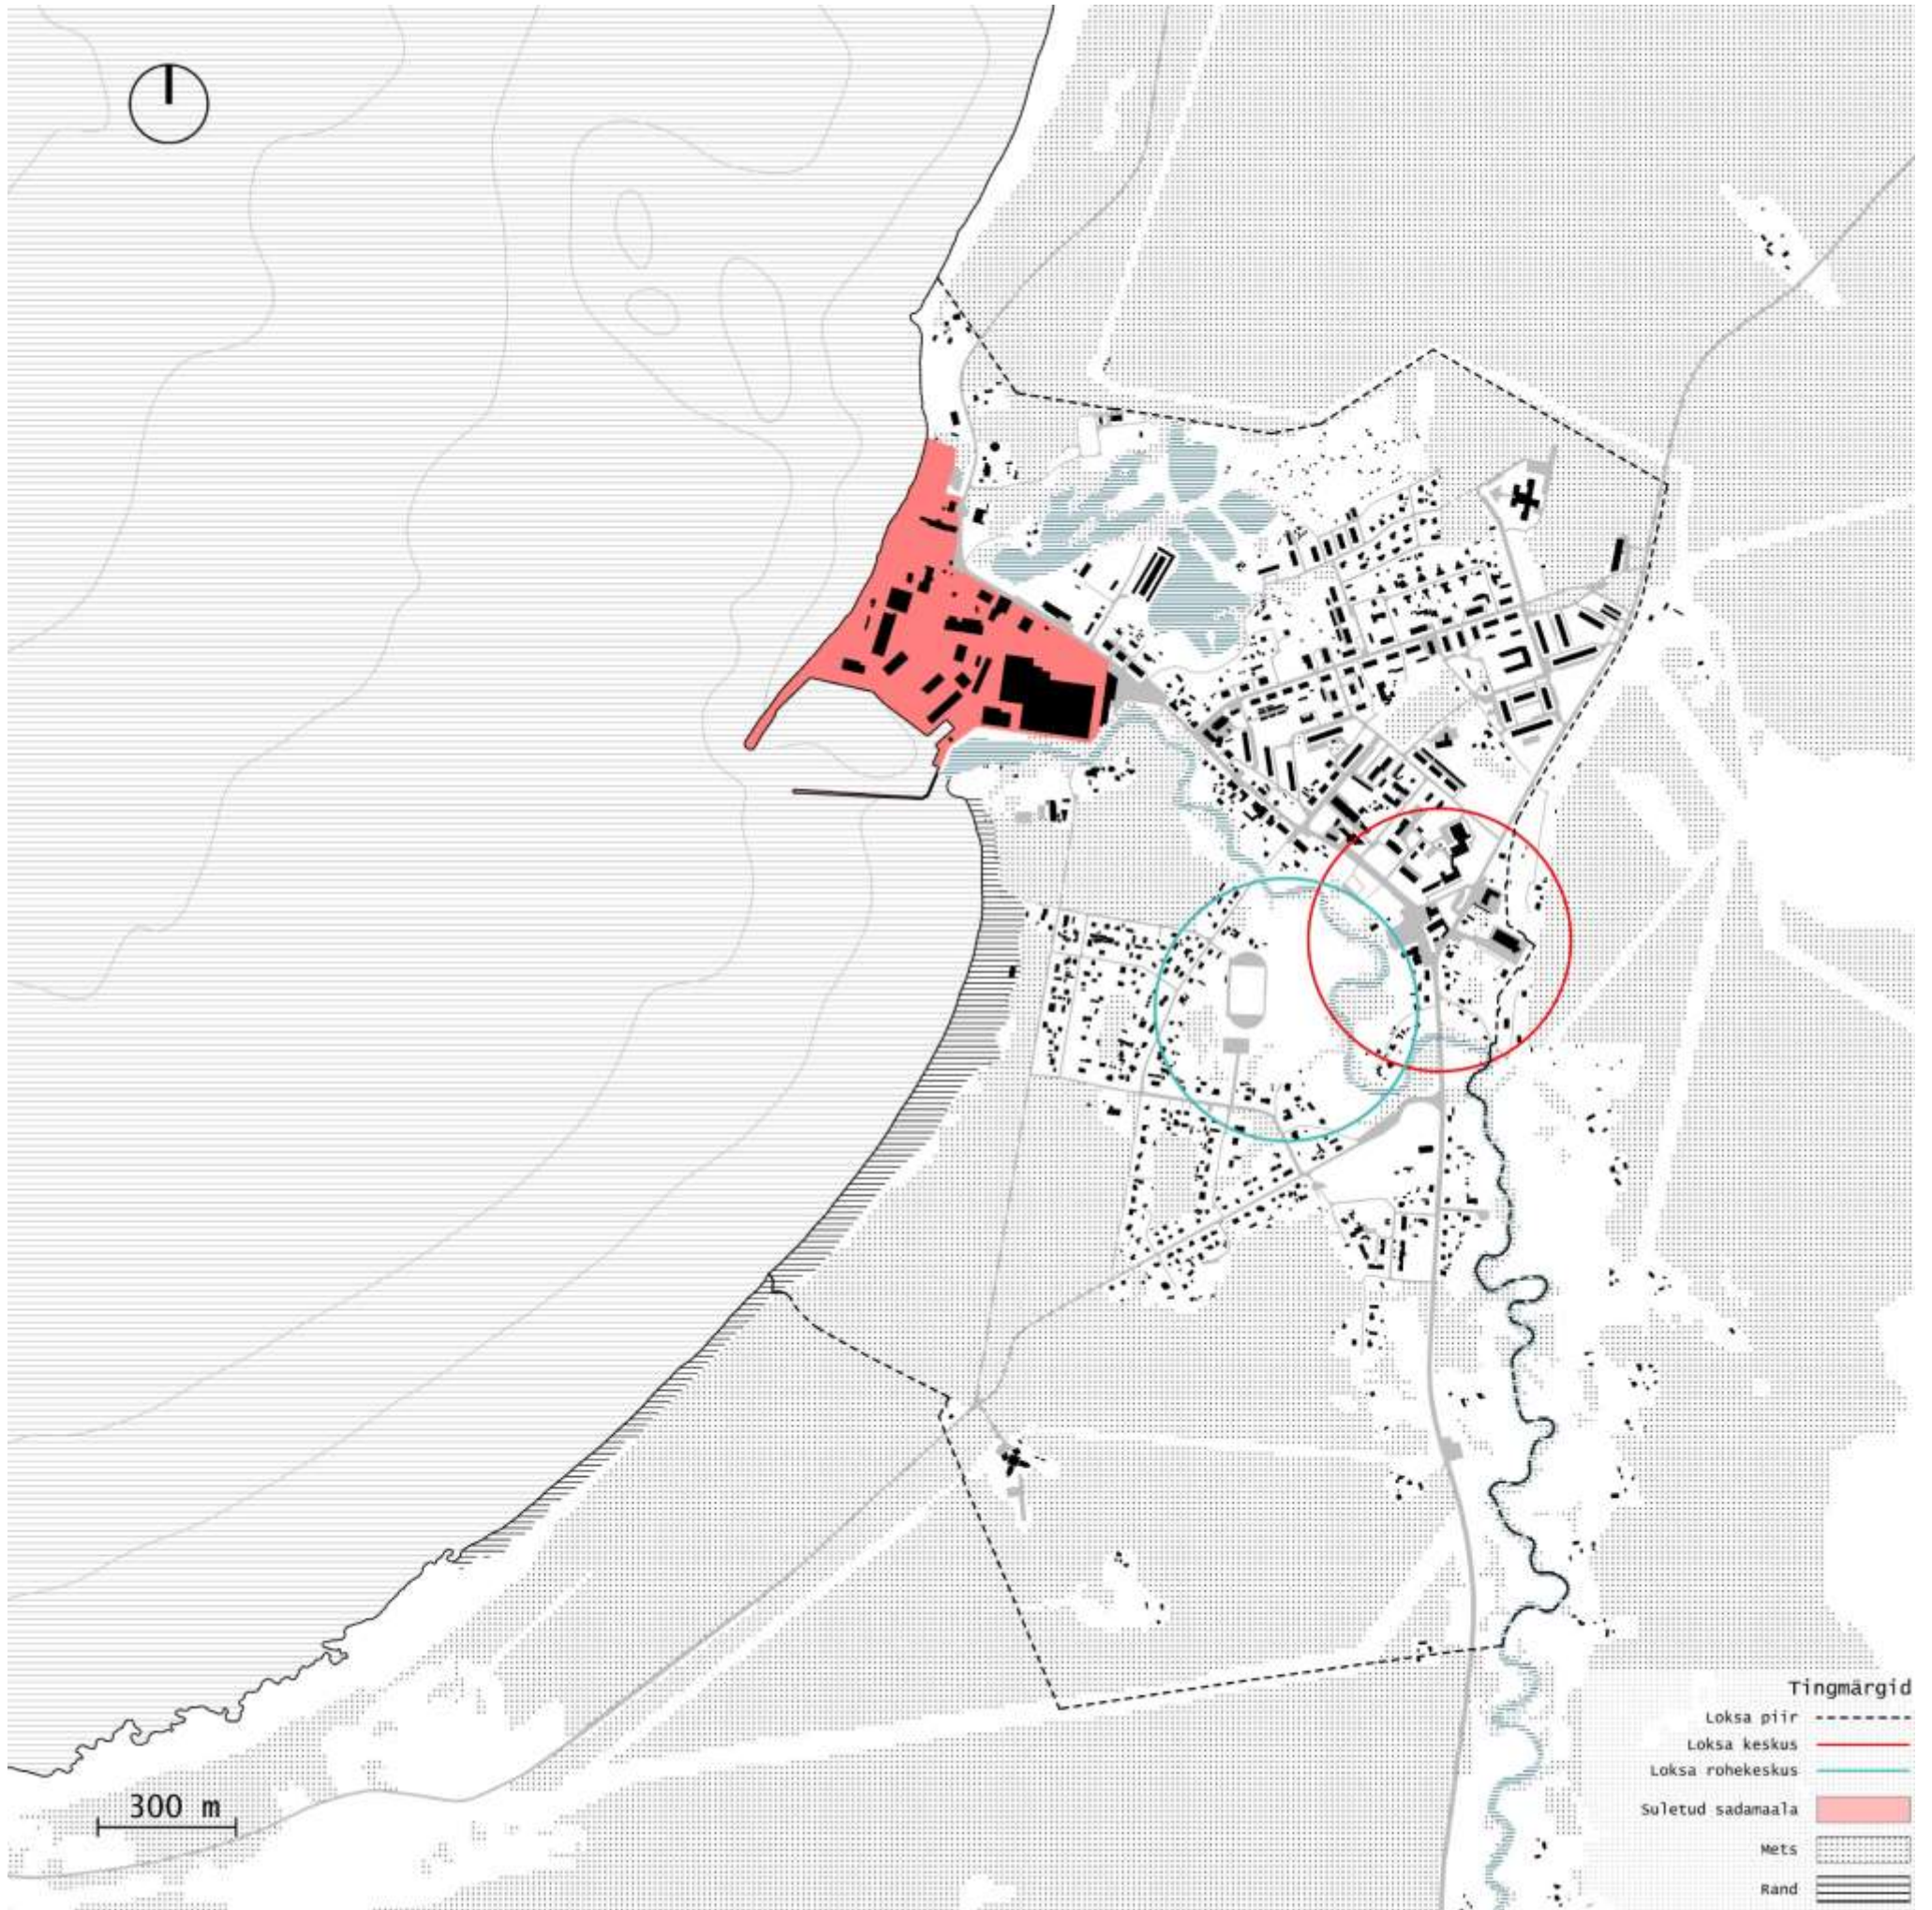 300 m
Tingmärgid
Loksa piir
Loksa keskus
Loksa rohekeskus
Suletud sadamaala
Mets
Rand